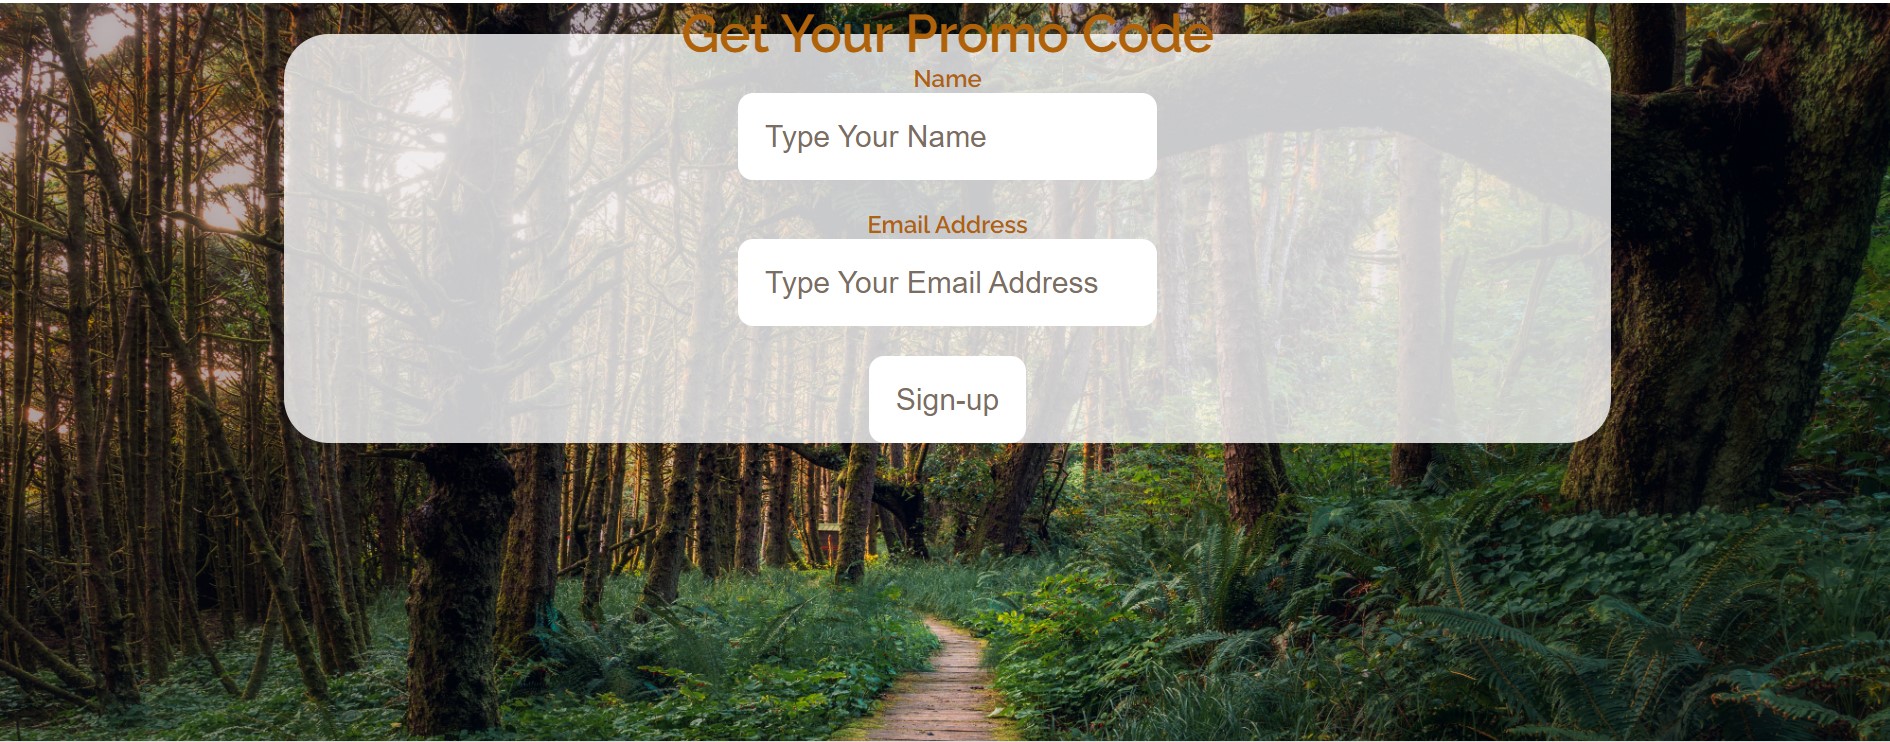 Get Your Promo Code
Name
Type Your Name
Email Address
Type Your Email Address
Sign-up